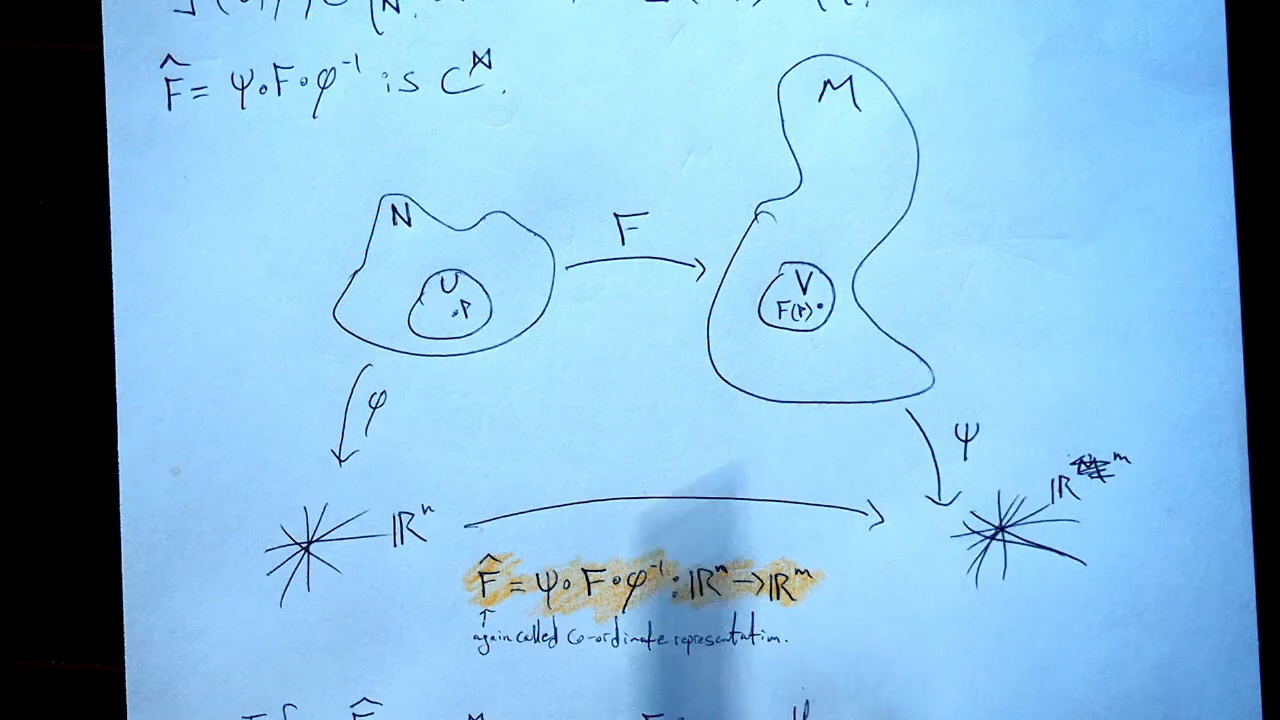 F̂ = ψ∘F∘φ⁻¹ is C^∞.
M
N
F
U
V
.p
F(p).
φ
ψ
ℝᵐ
ℝⁿ
F̂ = ψ∘F∘φ⁻¹ : ℝⁿ → ℝᵐ
↑
again called Co-ordinate representation.